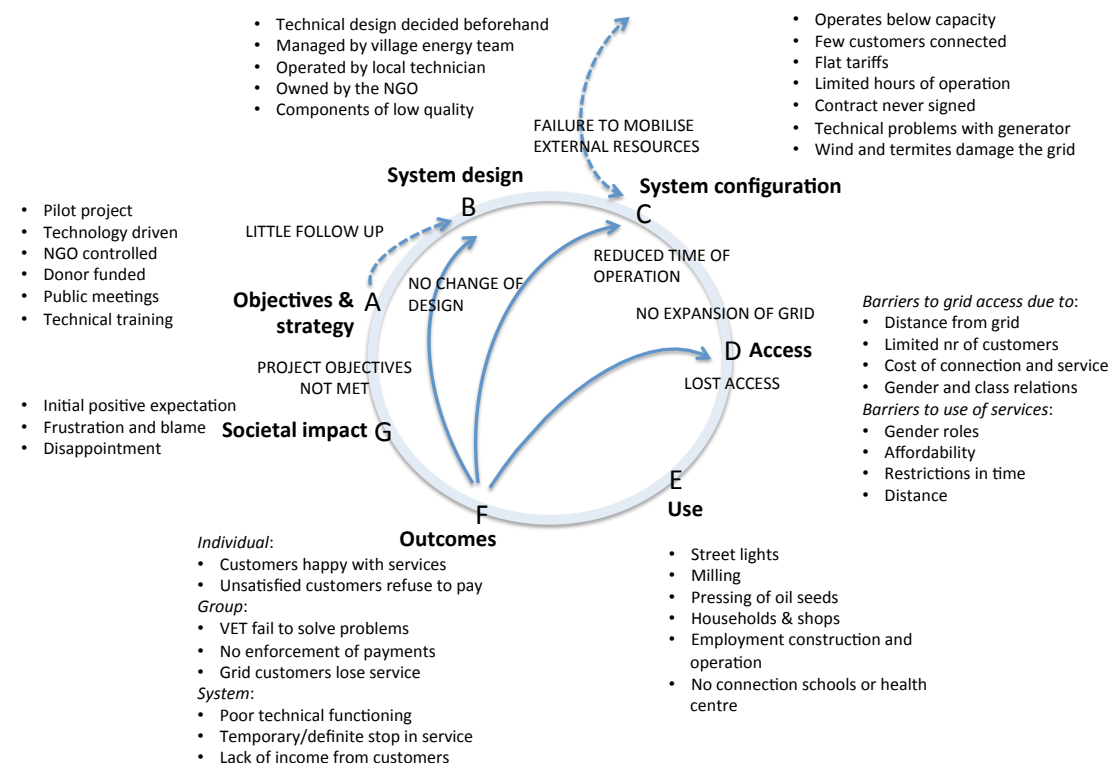 • Technical design decided beforehand
• Managed by village energy team
• Operated by local technician
• Owned by the NGO
• Components of low quality
• Operates below capacity
• Few customers connected
• Flat tariffs
• Limited hours of operation
• Contract never signed
• Technical problems with generator
• Wind and termites damage the grid
FAILURE TO MOBILISE
EXTERNAL RESOURCES
System design
B
System configuration
C
• Pilot project
• Technology driven
• NGO controlled
• Donor funded
• Public meetings
• Technical training
LITTLE FOLLOW UP
Objectives &
strategy
A
NO CHANGE OF
DESIGN
REDUCED TIME OF
OPERATION
NO EXPANSION OF GRID
D Access
LOST ACCESS
Barriers to grid access due to:
• Distance from grid
• Limited nr of customers
• Cost of connection and service
• Gender and class relations
Barriers to use of services:
• Gender roles
• Affordability
• Restrictions in time
• Distance
PROJECT OBJECTIVES
NOT MET
• Initial positive expectation
• Frustration and blame
• Disappointment
Societal impact G
E
Use
F
Outcomes
Individual:
• Customers happy with services
• Unsatisfied customers refuse to pay
Group:
• VET fail to solve problems
• No enforcement of payments
• Grid customers lose service
System:
• Poor technical functioning
• Temporary/definite stop in service
• Lack of income from customers
• Street lights
• Milling
• Pressing of oil seeds
• Households & shops
• Employment construction and
operation
• No connection schools or health
centre